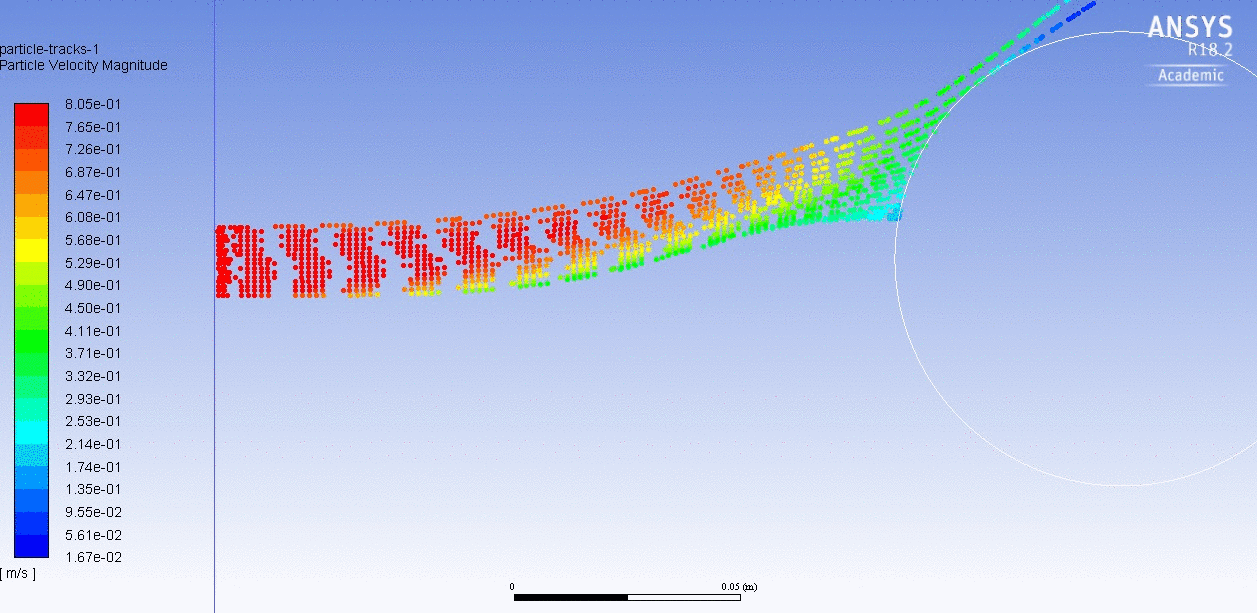 particle-tracks-1
Particle Velocity Magnitude
ANSYS
R18.2
Academic
8.05e-01
7.65e-01
7.26e-01
6.87e-01
6.47e-01
6.08e-01
5.68e-01
5.29e-01
4.90e-01
4.50e-01
4.11e-01
3.71e-01
3.32e-01
2.93e-01
2.53e-01
2.14e-01
1.74e-01
1.35e-01
9.55e-02
5.61e-02
1.67e-02
[ m/s ]
0 0.05 (m)